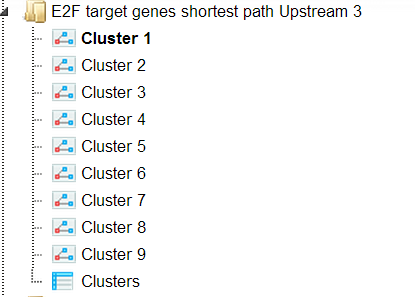 E2F target genes shortest path Upstream 3
Cluster 1
Cluster 2
Cluster 3
Cluster 4
Cluster 5
Cluster 6
Cluster 7
Cluster 8
Cluster 9
Clusters